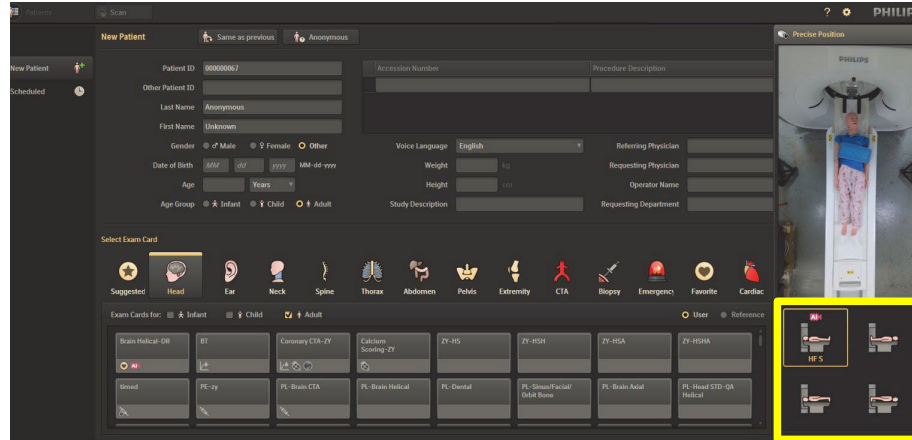 Patients
Scan
? PHILIP
New Patient
Same as previous
Anonymous
Precise Position
PHILIPS
New Patient
Scheduled
Patient ID 000000067
Other Patient ID
Last Name Anonymous
First Name Unknown
Gender Male Female Other
Date of Birth MM dd yyyy MM-dd-yyyy
Age Years
Age Group Infant Child Adult
Accession Number Procedure Description
Voice Language English
Weight kg
Height cm
Study Description
Referring Physician
Requesting Physician
Operator Name
Requesting Department
Select Exam Card
Suggested Head Ear Neck Spine Thorax Abdomen Pelvis Extremity CTA Biopsy Emergency Favorite Cardiac
Exam Cards for: Infant Child Adult User Reference
Brain Helical-OR BT Coronary CTA-ZY Calcium Scoring-ZY ZY-HS ZY-HSH ZY-HSA ZY-HSHA
AI
timed PE-zy PL-Brain CTA PL-Brain Helical PL-Dental PL-Sinus/Facial/ Orbit Bone PL-Brain Axial PL-Head STD-QA Helical
AI
HF S